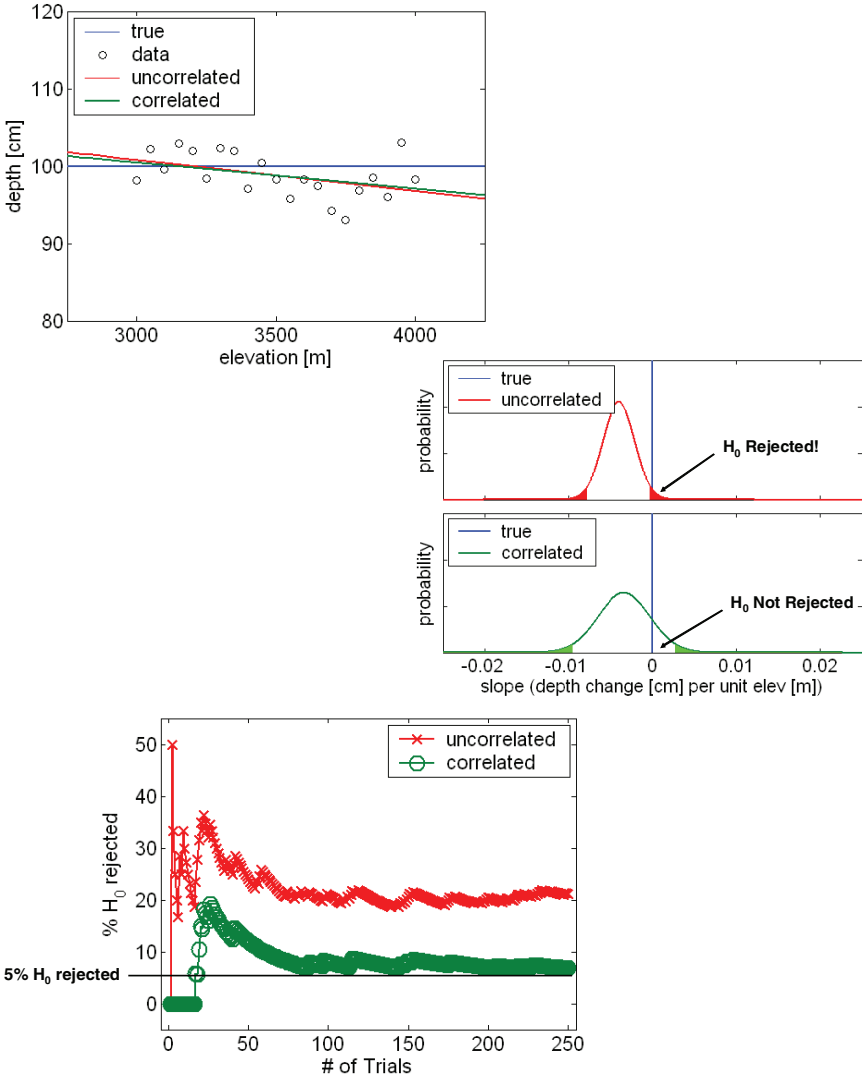 true
data
uncorrelated
correlated
120
110
100
90
80
depth [cm]
3000
3500
4000
elevation [m]
true
uncorrelated
probability
H₀ Rejected!
true
correlated
probability
H₀ Not Rejected
-0.02
-0.01
0
0.01
0.02
slope (depth change [cm] per unit elev [m])
uncorrelated
correlated
50
40
30
20
10
0
% H₀ rejected
5% H₀ rejected
0
50
100
150
200
250
# of Trials